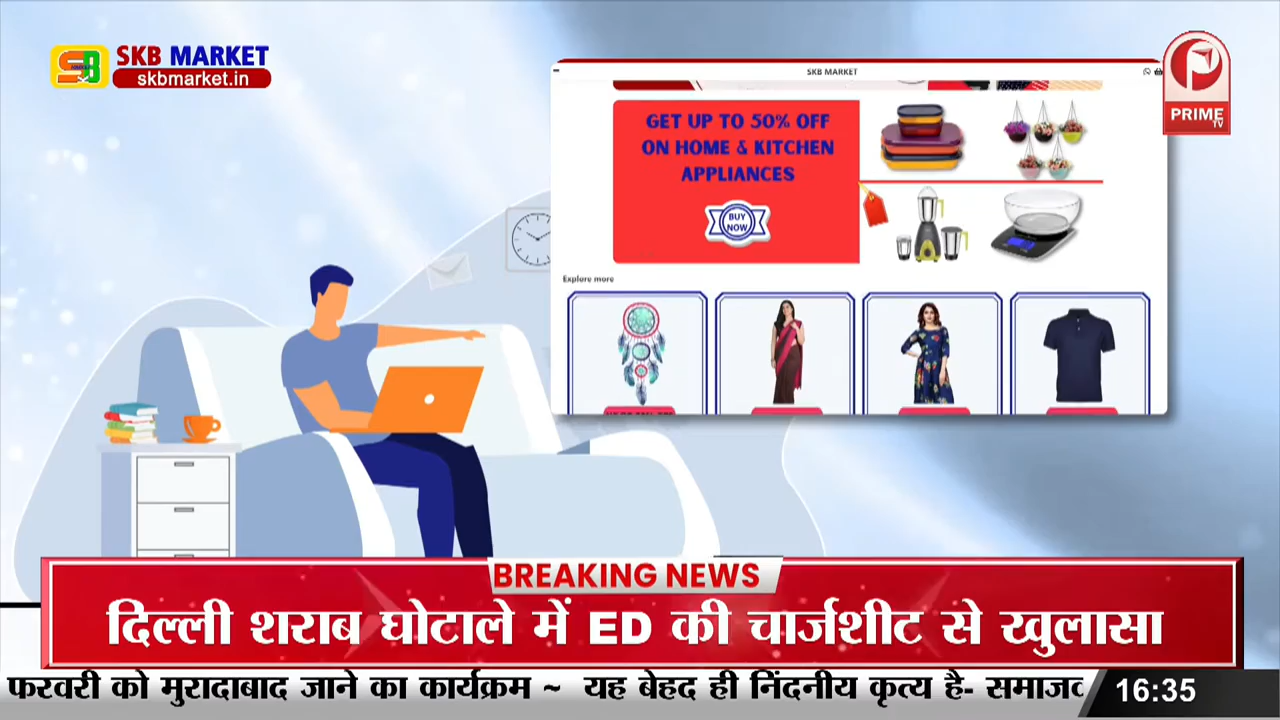 SKB MARKET
skbmarket.in
SKB MARKET
PRIME
TV
GET UP TO 50% OFF
ON HOME & KITCHEN
APPLIANCES
BUY
NOW
Explore more
BREAKING NEWS
दिल्ली शराब घोटाले में ED की चार्जशीट से खुलासा
फरवरी को मुरादाबाद जाने का कार्यक्रम ~ यह बेहद ही निंदनीय कृत्य है- समाजव
16:35